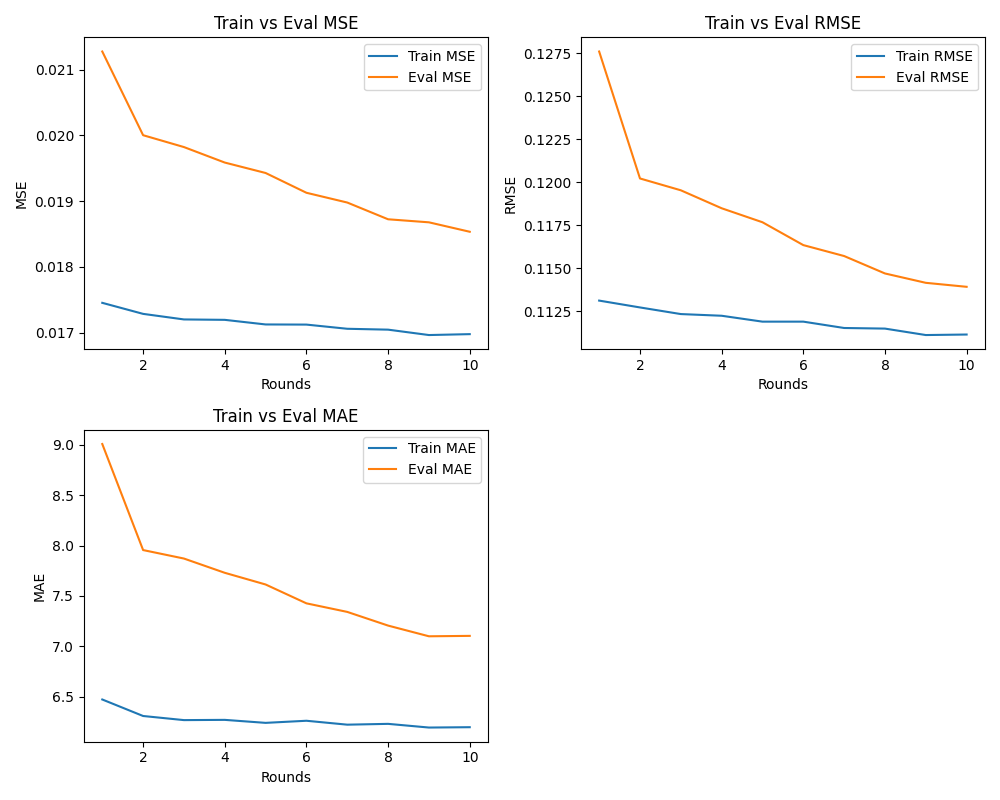 Train vs Eval MSE
Train MSE
Eval MSE
0.021
0.020
0.019
0.018
0.017
MSE
2
4
6
8
10
Rounds
Train vs Eval RMSE
Train RMSE
Eval RMSE
0.1275
0.1250
0.1225
0.1200
0.1175
0.1150
0.1125
RMSE
2
4
6
8
10
Rounds
Train vs Eval MAE
Train MAE
Eval MAE
9.0
8.5
8.0
7.5
7.0
6.5
MAE
2
4
6
8
10
Rounds